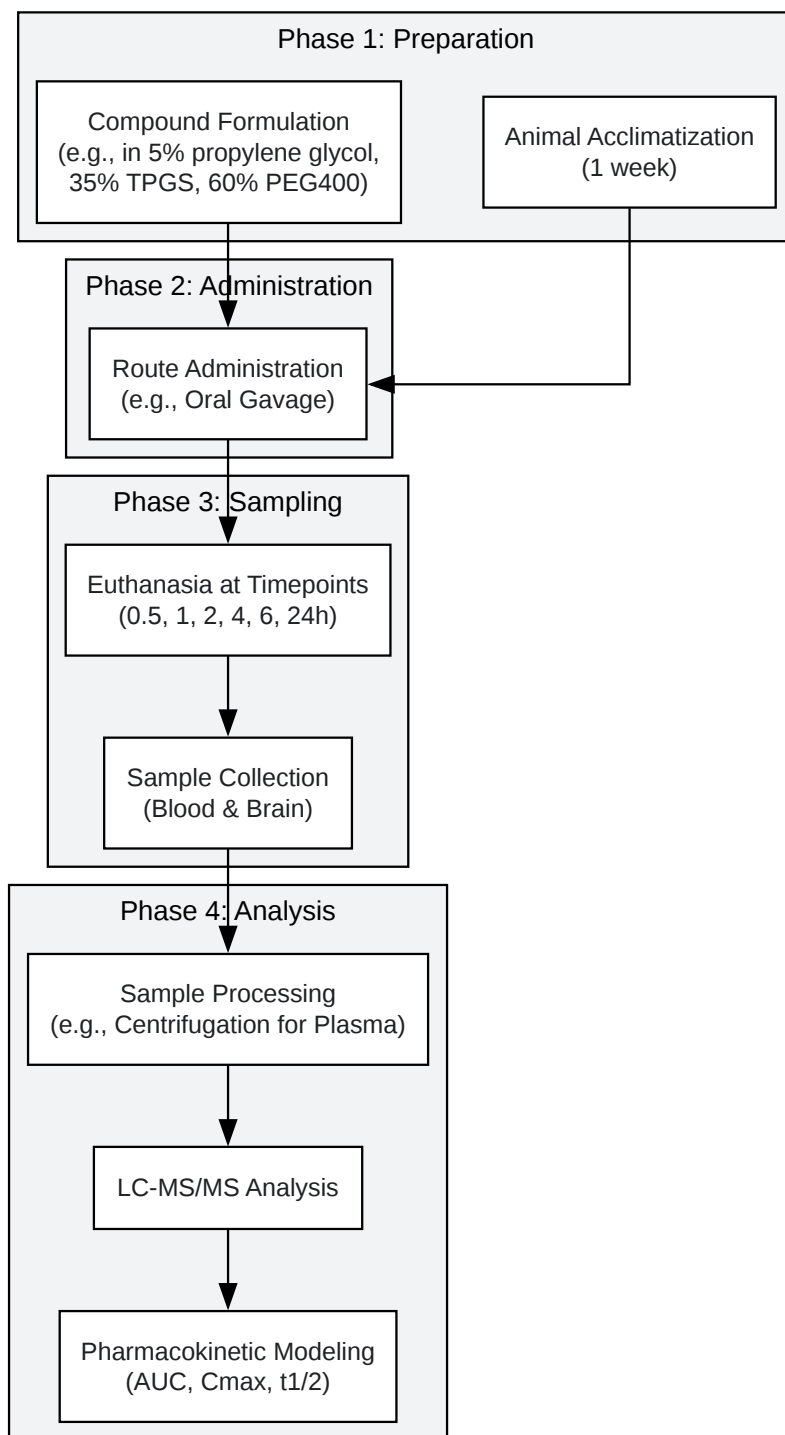 Phase 1: Preparation
Compound Formulation
(e.g., in 5% propylene glycol,
35% TPGS, 60% PEG400)
Animal Acclimatization
(1 week)
Phase 2: Administration
Route Administration
(e.g., Oral Gavage)
Phase 3: Sampling
Euthanasia at Timepoints
(0.5, 1, 2, 4, 6, 24h)
Sample Collection
(Blood & Brain)
Phase 4: Analysis
Sample Processing
(e.g., Centrifugation for Plasma)
LC-MS/MS Analysis
Pharmacokinetic Modeling
(AUC, Cmax, t1/2)